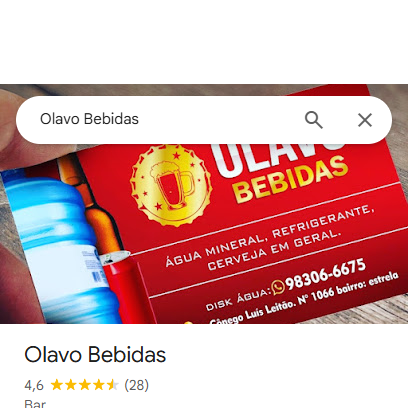 Olavo Bebidas
OLAVO
BEBIDAS
ÁGUA MINERAL, REFRIGERANTE,
CERVEJA EM GERAL.
DISK ÁGUA: 98306-6675
Cônego Luis Leitão. Nº 1066 bairro: estrela
Olavo Bebidas
4,6 (28)
Bar